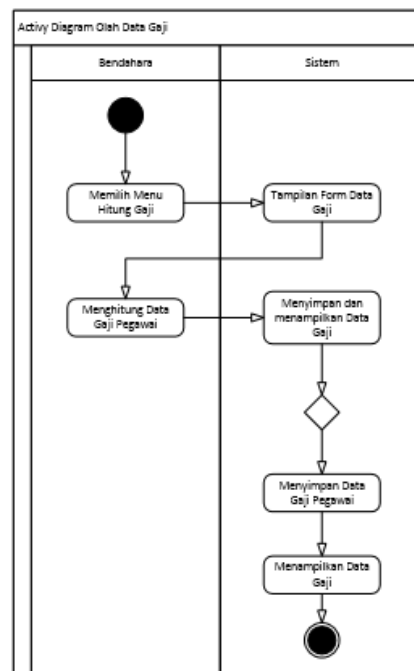 Activy Diagram Olah Data Gaji
Bendahara
Sistem
Memilih Menu
Hitung Gaji
Tampilan Form Data
Gaji
Menghitung Data
Gaji Pegawai
Menyimpan dan
menampilkan Data
Gaji
Menyimpan Data
Gaji Pegawai
Menampilkan Data
Gaji